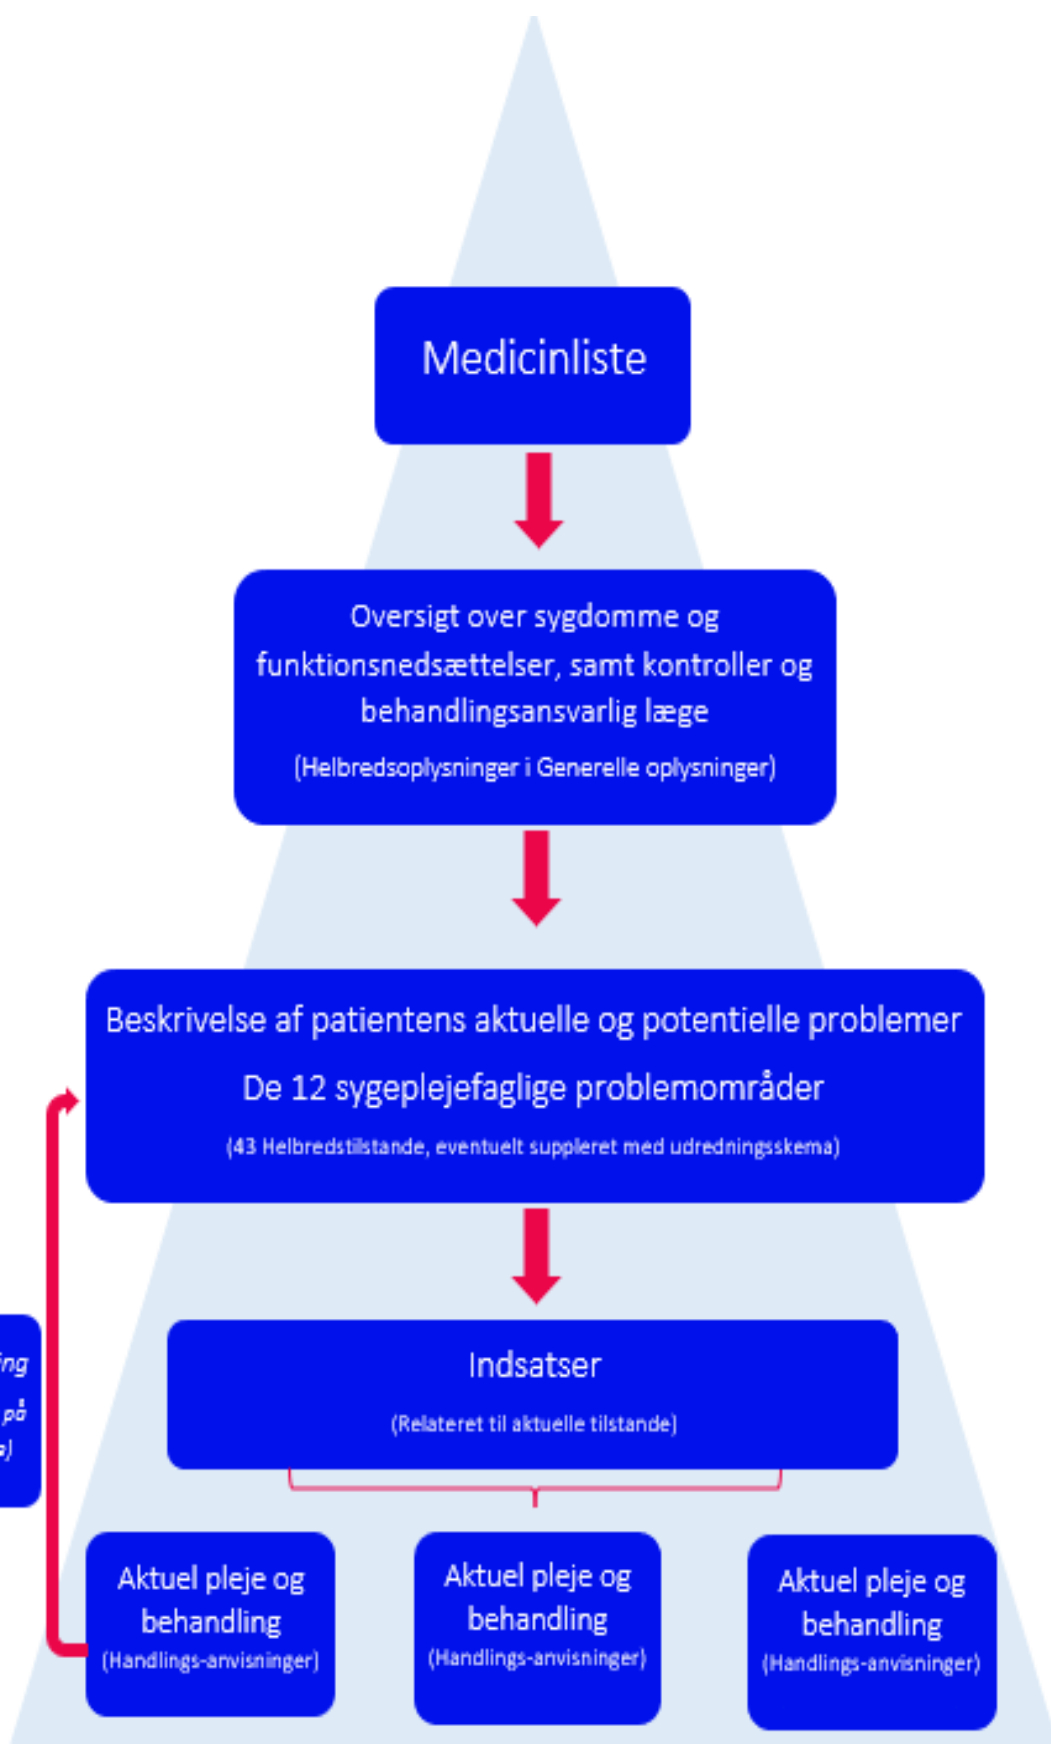 Medicinliste
Oversigt over sygdomme og
funktionsnedsættelser, samt kontroller og
behandlingsansvarlig læge
(Helbredsoplysninger i Generelle oplysninger)
Beskrivelse af patientens aktuelle og potentielle problemer
De 12 sygeplejefaglige problemområder
(43 Helbredstilstande, eventuelt suppleret med udredningsskema)
Indsatser
(Relateret til aktuelle tilstande)
på
Aktuel pleje og
behandling
(Handlings-anvisninger)
Aktuel pleje og
behandling
(Handlings-anvisninger)
Aktuel pleje og
behandling
(Handlings-anvisninger)